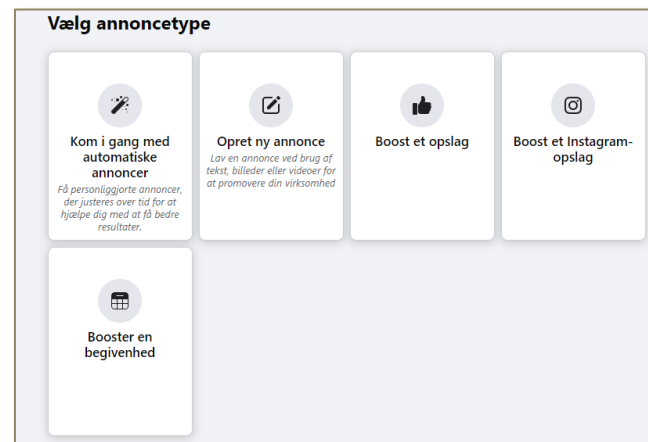 Vælg annoncetype
Kom i gang med
automatiske
annoncer
Få personliggjorte annoncer,
der justeres over tid for at
hjælpe dig med at få bedre
resultater.
Opret ny annonce
Lav en annonce ved brug af
tekst, billeder eller videoer for
at promovere din virksomhed
Boost et opslag
Boost et Instagram-
opslag
Booster en
begivenhed